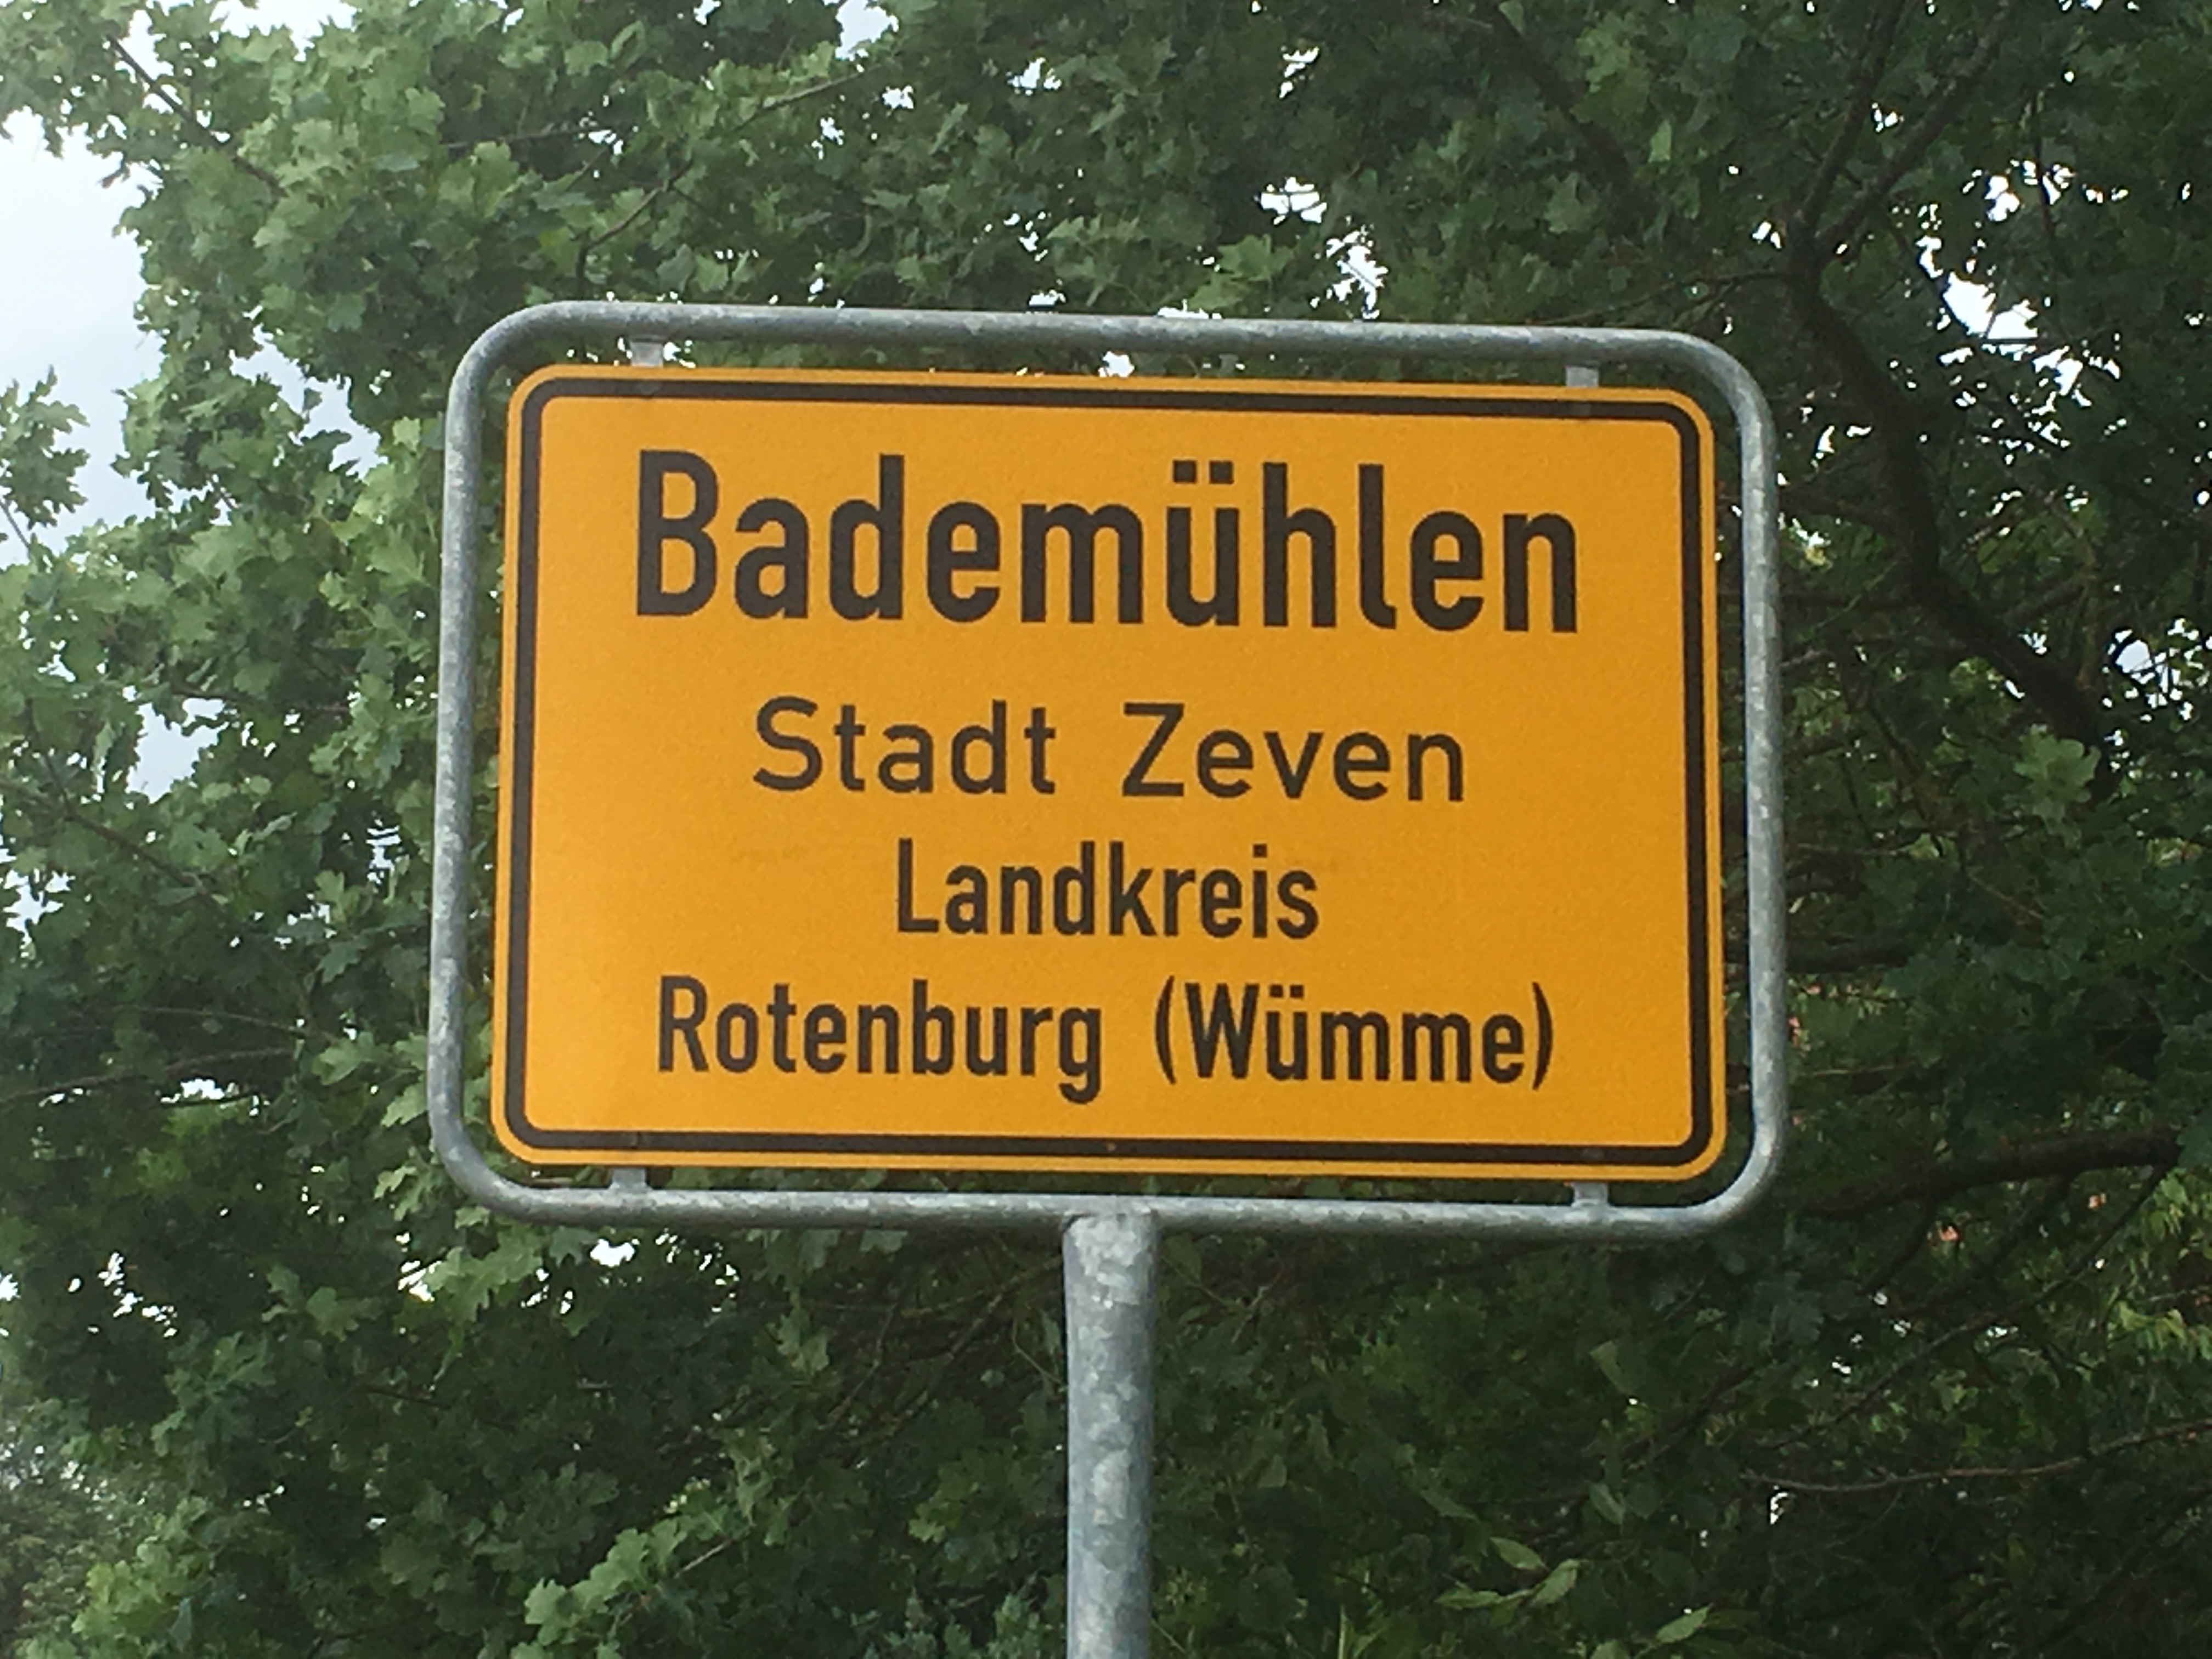 Bademühlen
Stadt Zeven
Landkreis
Rotenburg (Wümme)